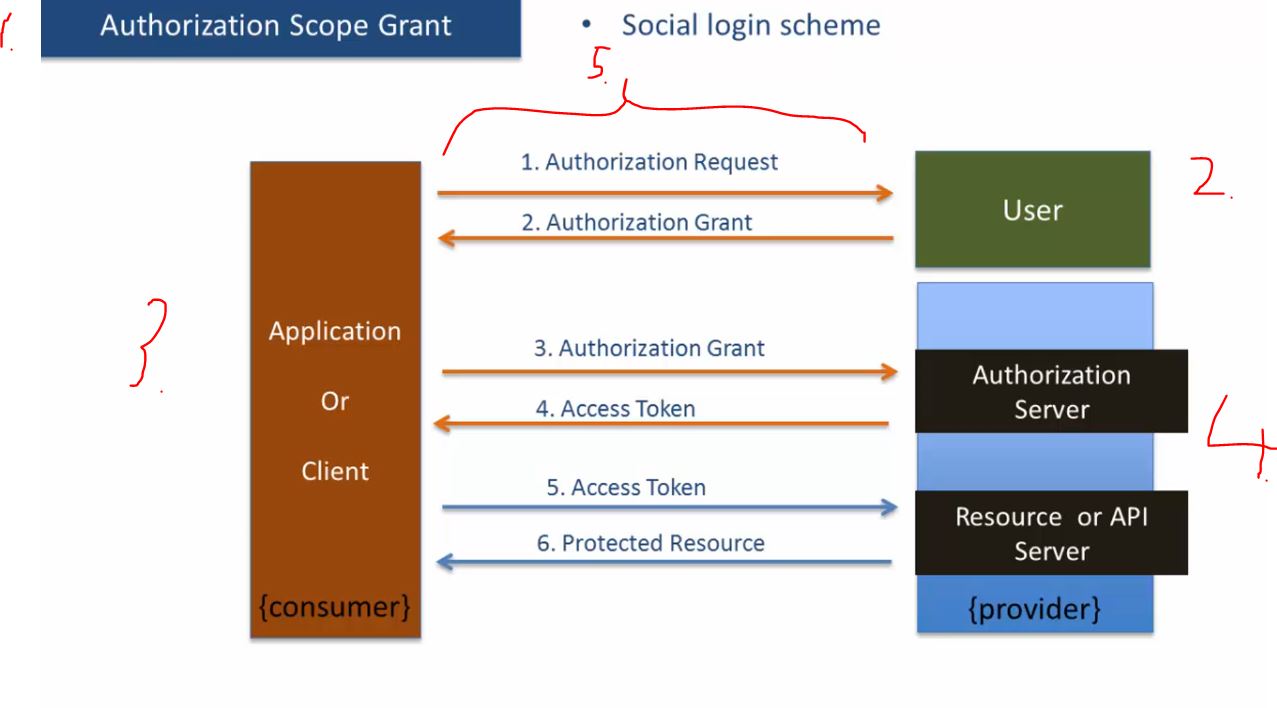 1.
Authorization Scope Grant
• Social login scheme
5.
1. Authorization Request
2. Authorization Grant
User
2.
3.
Application
Or
Client
{consumer}
3. Authorization Grant
4. Access Token
5. Access Token
6. Protected Resource
Authorization
Server
4.
Resource or API
Server
{provider}